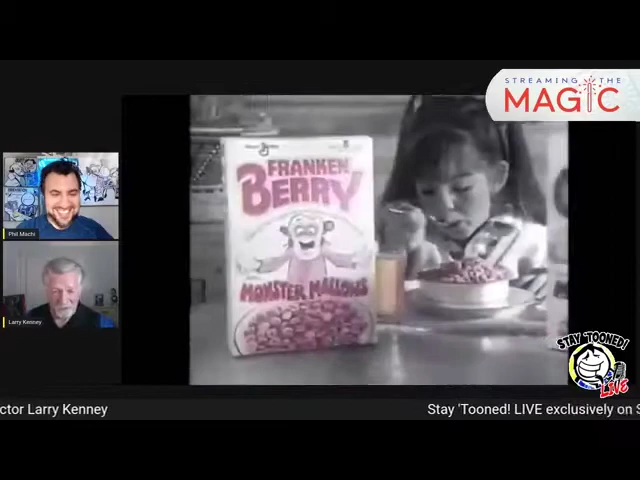 STREAMING THE
MAGIC
FRANKEN
BERRY
MONSTER MALLOWS
Phil Machi
Larry Kenney
STAY 'TOONED!
LIVE
ctor Larry Kenney
Stay 'Tooned! LIVE exclusively on S